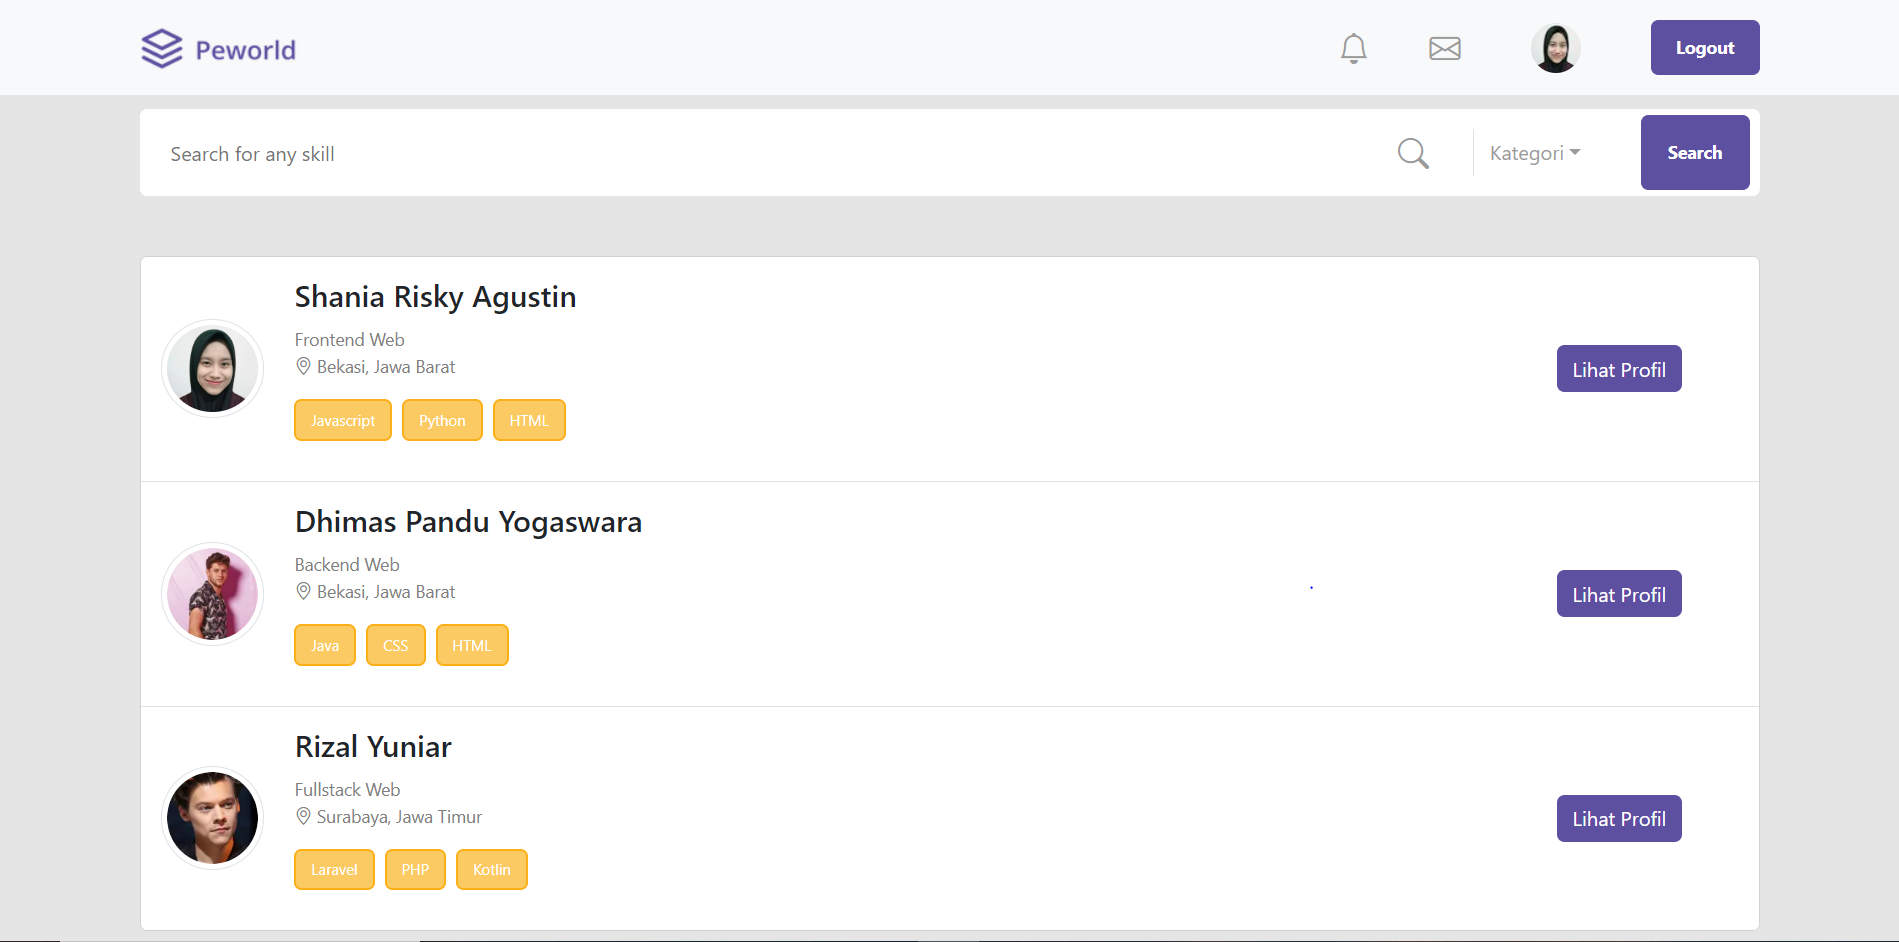 Peworld
Logout
Search for any skill
Kategori
Search
Shania Risky Agustin
Frontend Web
Bekasi, Jawa Barat
Lihat Profil
Javascript Python HTML
Dhimas Pandu Yogaswara
Backend Web
Bekasi, Jawa Barat
Lihat Profil
Java CSS HTML
Rizal Yuniar
Fullstack Web
Surabaya, Jawa Timur
Lihat Profil
Laravel PHP Kotlin